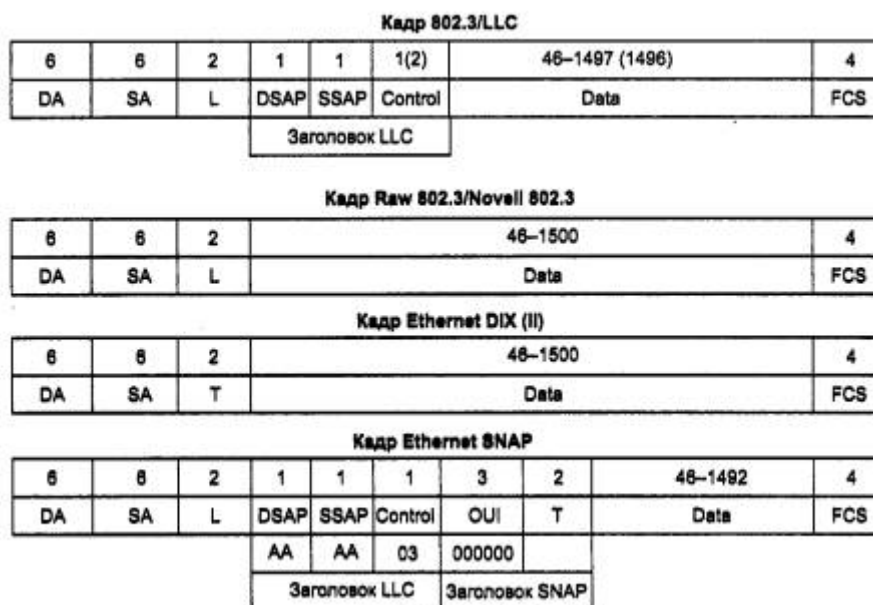 Кадр 802.3/LLC
6 6 2 1 1 1(2) 46–1497 (1496) 4
DA SA L DSAP SSAP Control Data FCS
Заголовок LLC
Кадр Raw 802.3/Novell 802.3
6 6 2 46–1500 4
DA SA L Data FCS
Кадр Ethernet DIX (II)
6 6 2 46–1500 4
DA SA T Data FCS
Кадр Ethernet SNAP
6 6 2 1 1 1 3 2 46–1492 4
DA SA L DSAP SSAP Control OUI T Data FCS
AA AA 03 000000
Заголовок LLC Заголовок SNAP